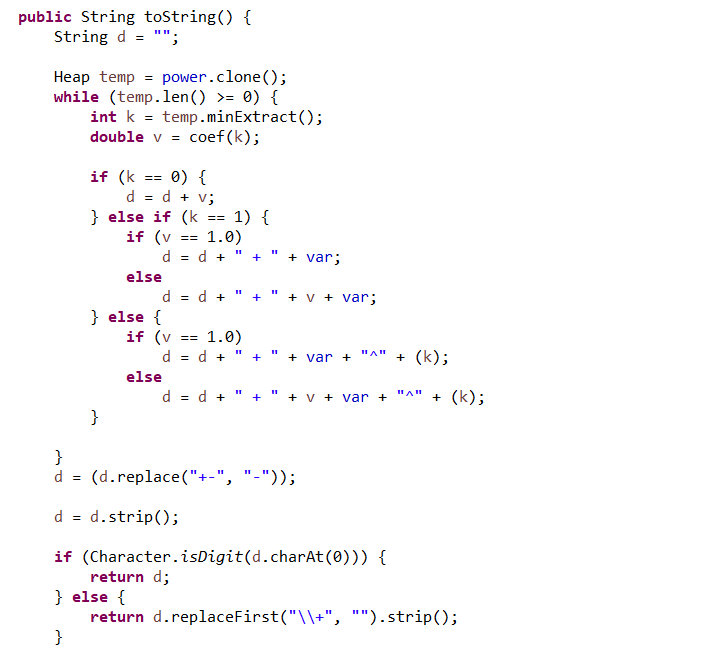 public String toString() {
    String d = "";

    Heap temp = power.clone();
    while (temp.len() >= 0) {
        int k = temp.minExtract();
        double v = coef(k);

        if (k == 0) {
            d = d + v;
        } else if (k == 1) {
            if (v == 1.0)
                d = d + " + " + var;
            else
                d = d + " + " + v + var;
        } else {
            if (v == 1.0)
                d = d + " + " + var + "^" + (k);
            else
                d = d + " + " + v + var + "^" + (k);
        }

    }
    d = (d.replace("+-", "-"));

    d = d.strip();

    if (Character.isDigit(d.charAt(0))) {
        return d;
    } else {
        return d.replaceFirst("\\+", "").strip();
    }